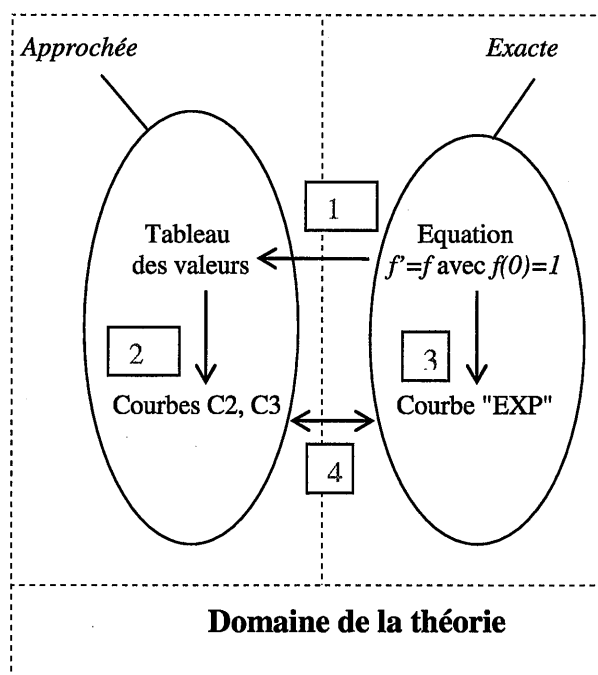 Approchée
Exacte
1
Tableau
des valeurs
Equation
f'=f avec f(0)=1
2
3
Courbes C2, C3
Courbe "EXP"
4
Domaine de la théorie